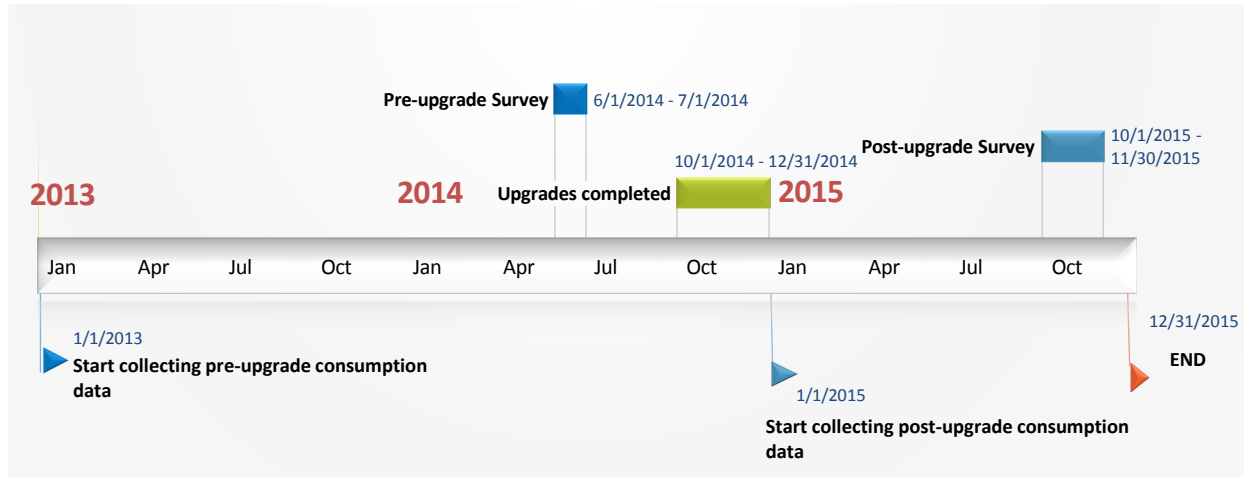 Pre-upgrade Survey
6/1/2014 - 7/1/2014
Post-upgrade Survey
10/1/2015 -
11/30/2015
10/1/2014 - 12/31/2014
2013
2014
Upgrades completed
2015
Jan Apr Jul Oct Jan Apr Jul Oct Jan Apr Jul Oct
1/1/2013
Start collecting pre-upgrade consumption
data
12/31/2015
END
1/1/2015
Start collecting post-upgrade consumption
data